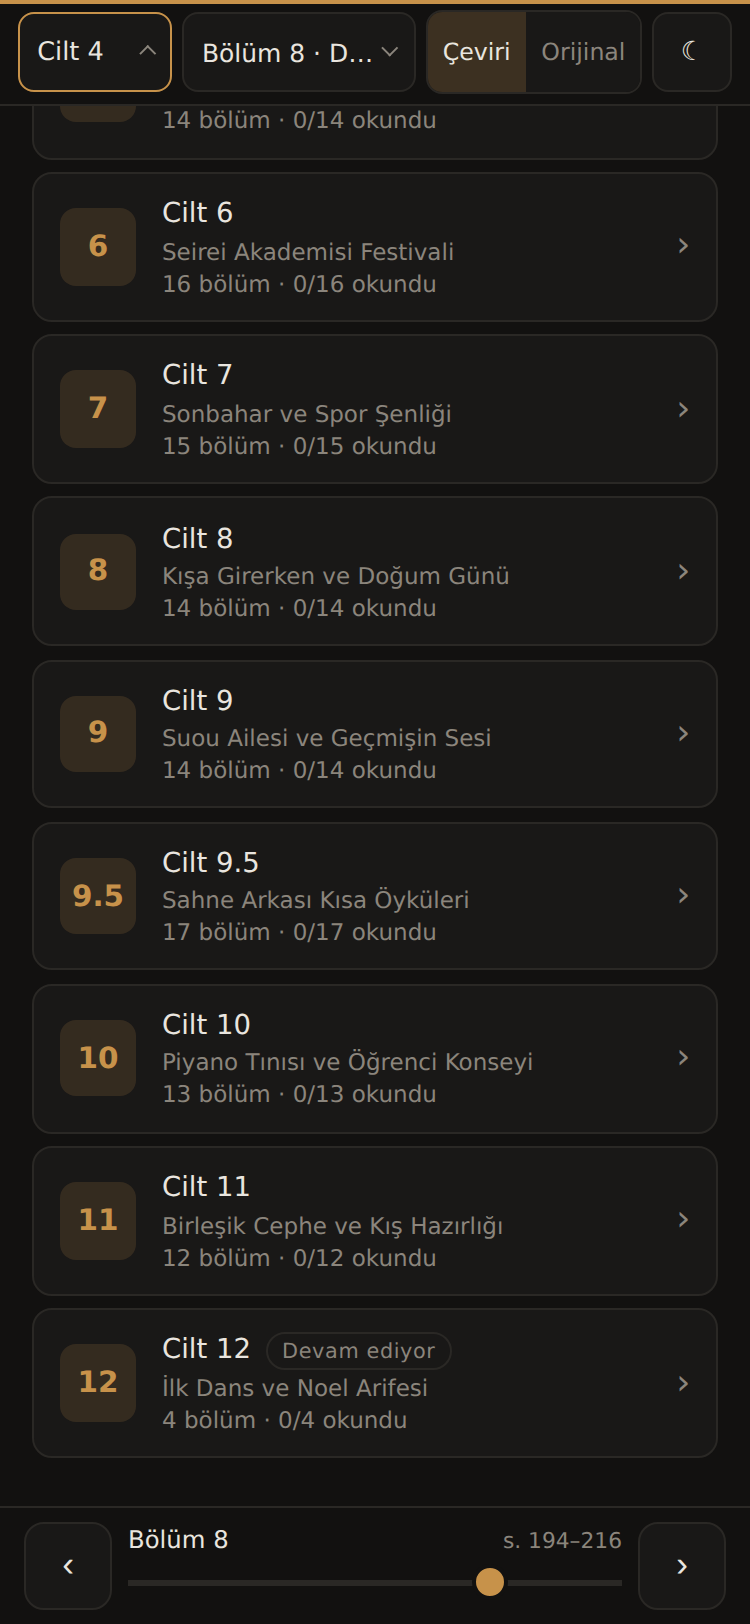 Cilt 4
Bölüm 8 · D…
Çeviri
Orijinal
14 bölüm · 0/14 okundu
6
Cilt 6
Seirei Akademisi Festivali
16 bölüm · 0/16 okundu
7
Cilt 7
Sonbahar ve Spor Şenliği
15 bölüm · 0/15 okundu
8
Cilt 8
Kışa Girerken ve Doğum Günü
14 bölüm · 0/14 okundu
9
Cilt 9
Suou Ailesi ve Geçmişin Sesi
14 bölüm · 0/14 okundu
9.5
Cilt 9.5
Sahne Arkası Kısa Öyküleri
17 bölüm · 0/17 okundu
10
Cilt 10
Piyano Tınısı ve Öğrenci Konseyi
13 bölüm · 0/13 okundu
11
Cilt 11
Birleşik Cephe ve Kış Hazırlığı
12 bölüm · 0/12 okundu
12
Cilt 12 Devam ediyor
İlk Dans ve Noel Arifesi
4 bölüm · 0/4 okundu
Bölüm 8
s. 194–216